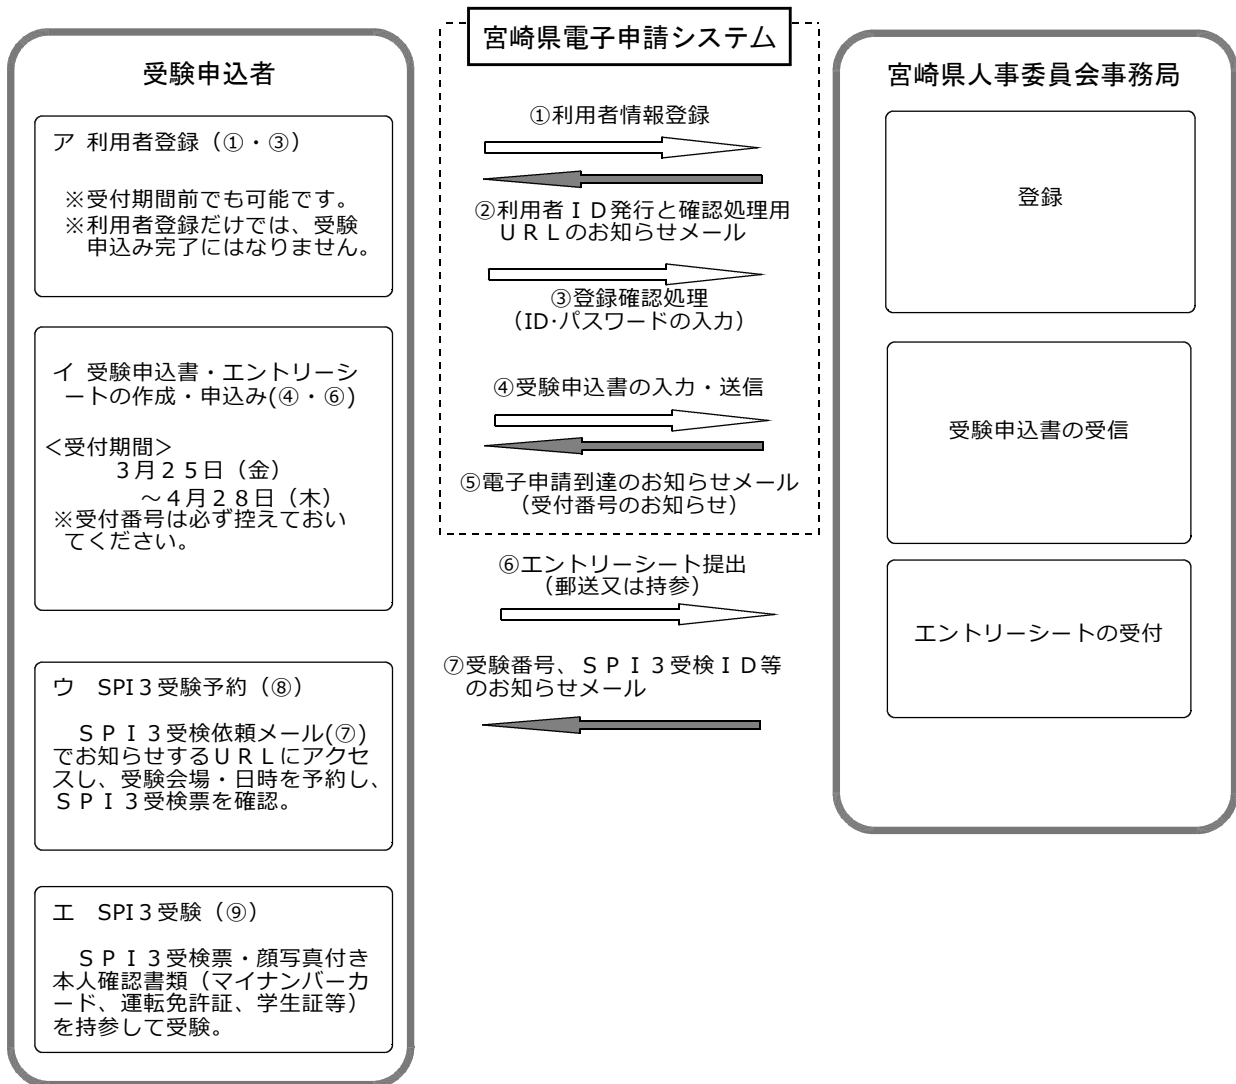 受験申込者
ア 利用者登録(①・③)
※受付期間前でも可能です。
※利用者登録だけでは、受験
申込み完了にはなりません。
イ 受験申込書・エントリーシ
ートの作成・申込み(④・⑥)
<受付期間>
3月25日(金)
~4月28日(木)
※受付番号は必ず控えておい
てください。
ウ SPI3受験予約(⑧)
SPI3受検依頼メール(⑦)
でお知らせするURLにアクセ
スし、受験会場・日時を予約し、
SPI3受検票を確認。
エ SPI3受験(⑨)
SPI3受検票・顔写真付き
本人確認書類(マイナンバーカ
ード、運転免許証、学生証等)
を持参して受験。
宮崎県電子申請システム
①利用者情報登録
②利用者ID発行と確認処理用
URLのお知らせメール
③登録確認処理
(ID・パスワードの入力)
④受験申込書の入力・送信
⑤電子申請到達のお知らせメール
(受付番号のお知らせ)
⑥エントリーシート提出
(郵送又は持参)
⑦受験番号、SPI3受検ID等
のお知らせメール
宮崎県人事委員会事務局
登録
受験申込書の受信
エントリーシートの受付